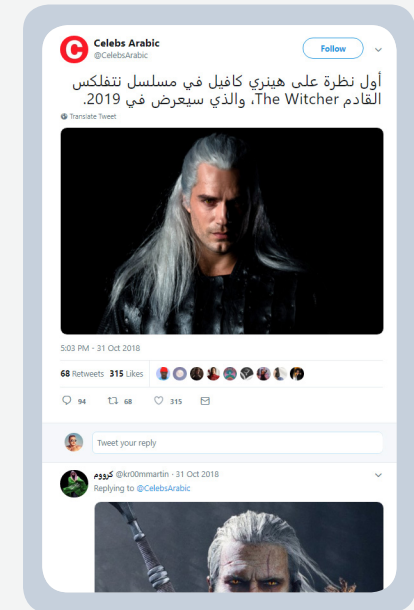 Celebs Arabic
@CelebsArabic
Follow
أول نظرة على هينري كافيل في مسلسل نتفلكس
القادم The Witcher، والذي سيعرض في 2019.
Translate Tweet
5:03 PM - 31 Oct 2018
68 Retweets 315 Likes
94 68 315
Tweet your reply
كرووم @kr00mmartin · 31 Oct 2018
Replying to @CelebsArabic